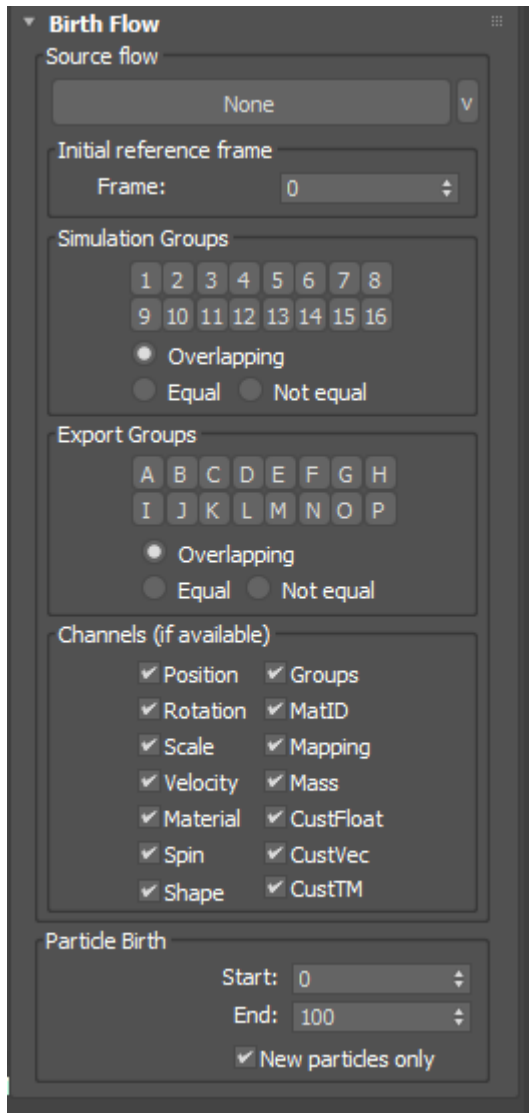 Birth Flow
Source flow
None v
Initial reference frame
Frame: 0
Simulation Groups
1 2 3 4 5 6 7 8
9 10 11 12 13 14 15 16
Overlapping
Equal Not equal
Export Groups
A B C D E F G H
I J K L M N O P
Overlapping
Equal Not equal
Channels (if available)
Position Groups
Rotation MatID
Scale Mapping
Velocity Mass
Material CustFloat
Spin CustVec
Shape CustTM
Particle Birth
Start: 0
End: 100
New particles only